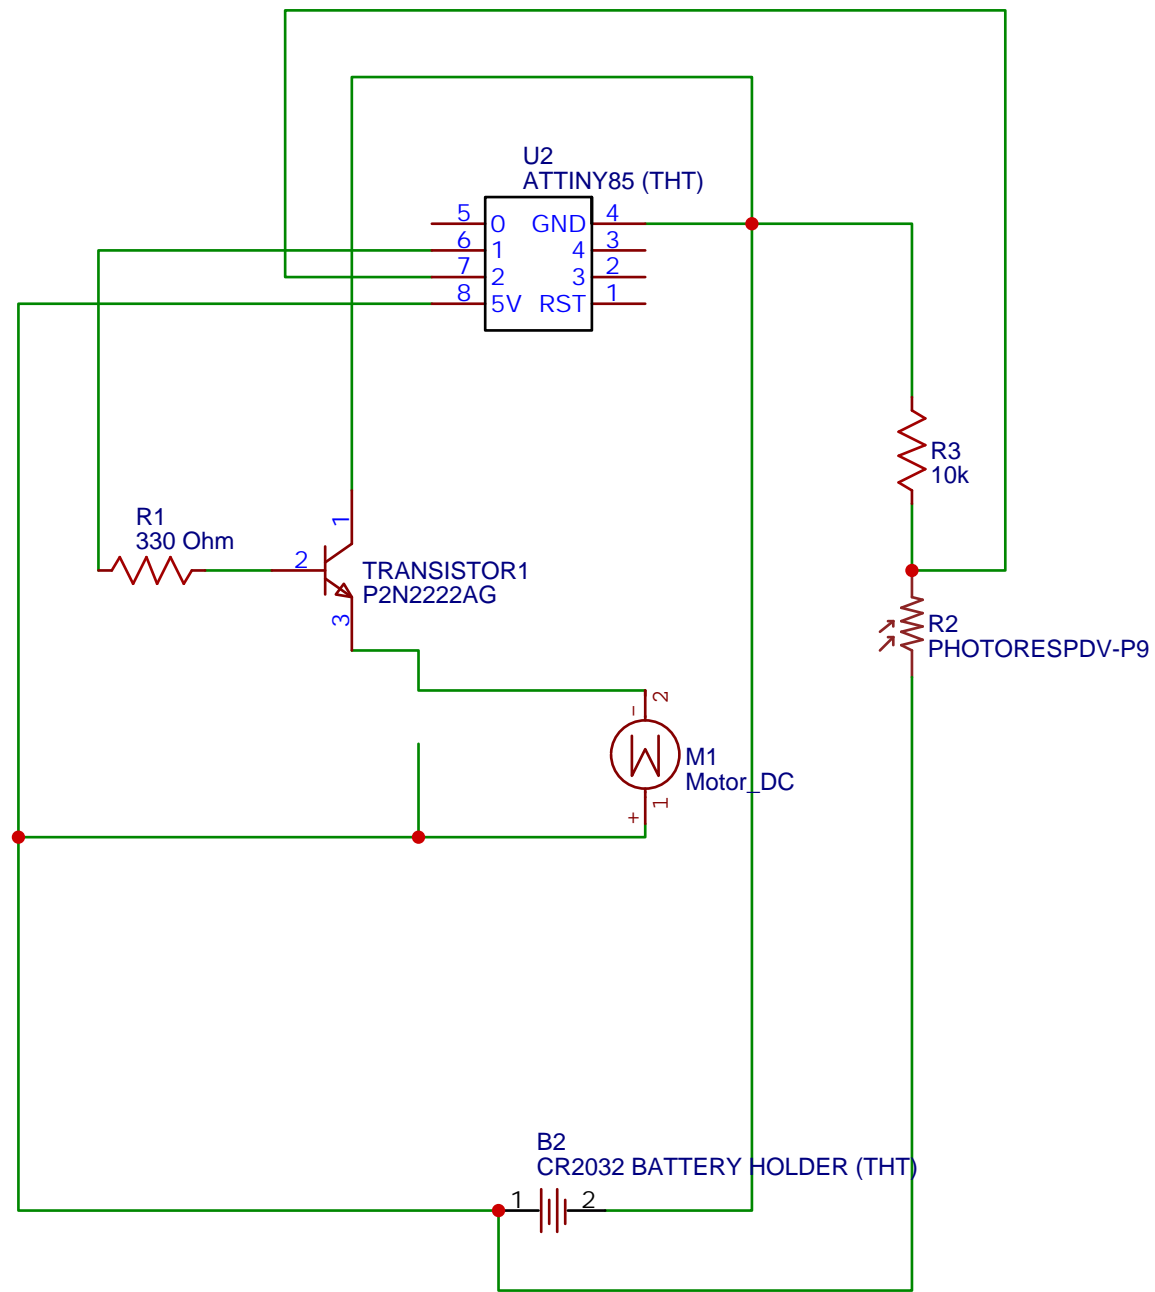 U2
ATTINY85 (THT)
5 0 GND 4
6 1 4 3
7 2 3 2
8 5V RST 1
R3
10k
R1
330 Ohm
1
2
3
TRANSISTOR1
P2N2222AG
R2
PHOTORESPDV-P9
- 2
M1
Motor_DC
+ 1
B2
CR2032 BATTERY HOLDER (THT)
1 2